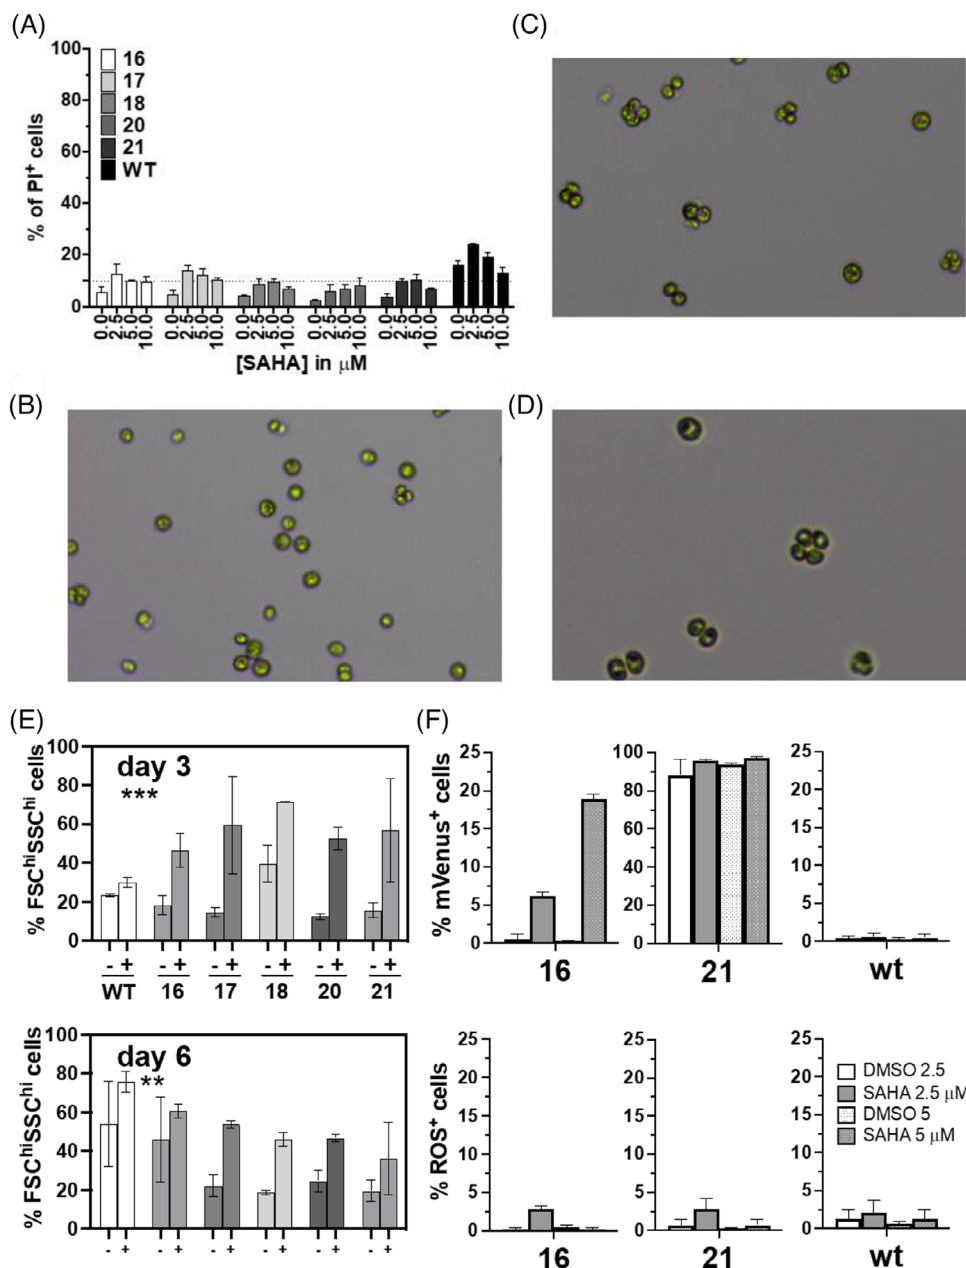 (A)
100
80
60
40
20
0
% of PI+ cells
16
17
18
20
21
WT
0.0 2.5 5.0 10.0 0.0 2.5 5.0 10.0 0.0 2.5 5.0 10.0 0.0 2.5 5.0 10.0 0.0 2.5 5.0 10.0 0.0 2.5 5.0 10.0
[SAHA] in μM
(C)
(B)
(D)
(E)
% FSChiSSChi cells
100
80
60
40
20
0
day 3
***
- + - + - + - + - + - +
WT 16 17 18 20 21
% FSChiSSChi cells
100
80
60
40
20
0
day 6
**
- + - + - + - + - + - +
(F)
% mVenus+ cells
25
20
15
10
5
0
16
100
80
60
40
20
0
21
25
20
15
10
5
0
wt
% ROS+ cells
25
20
15
10
5
0
16
25
20
15
10
5
0
21
25
20
15
10
5
0
wt
DMSO 2.5
SAHA 2.5 μM
DMSO 5
SAHA 5 μM